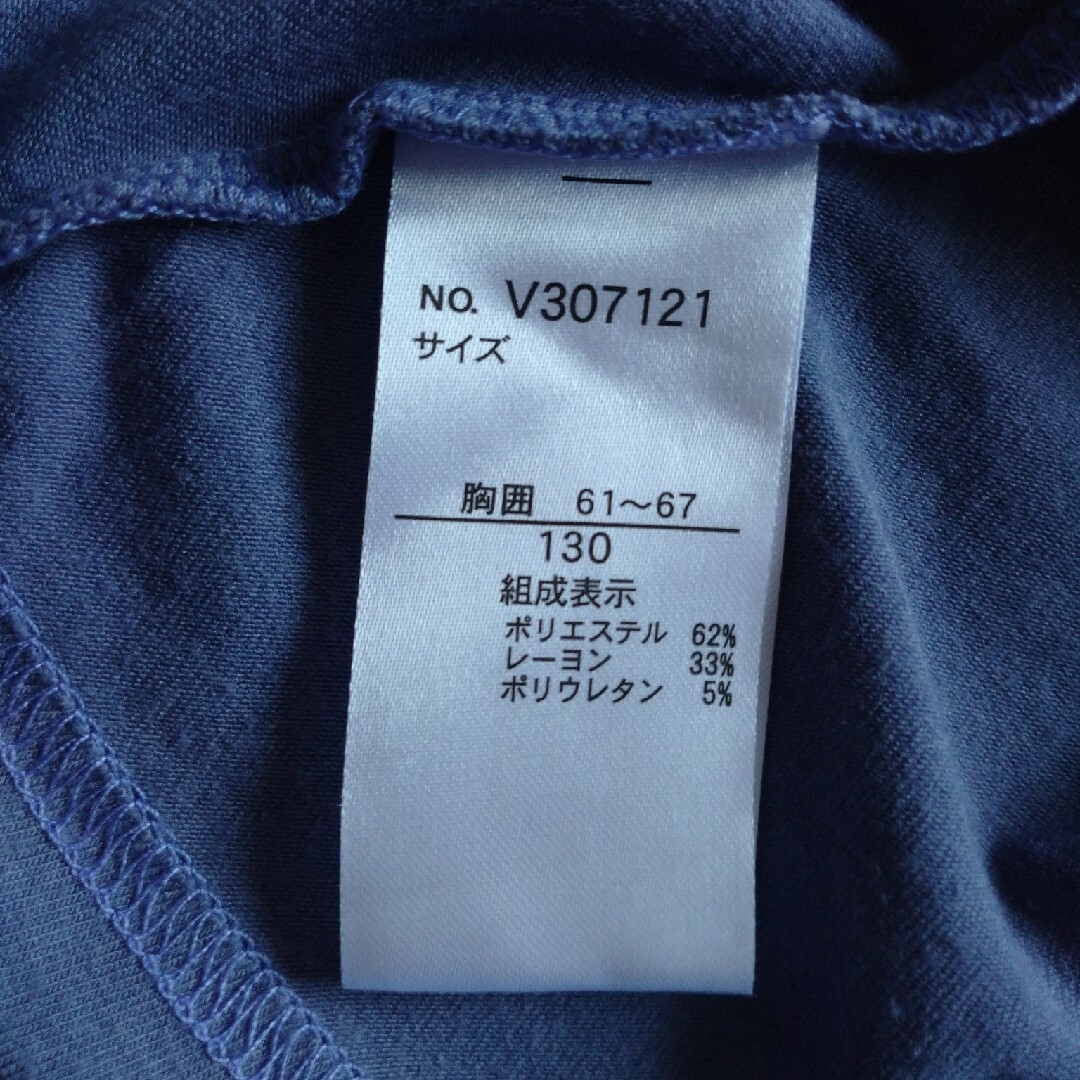 NO. V307121
サイズ
胸囲 61〜67
130
組成表示
ポリエステル 62%
レーヨン 33%
ポリウレタン 5%